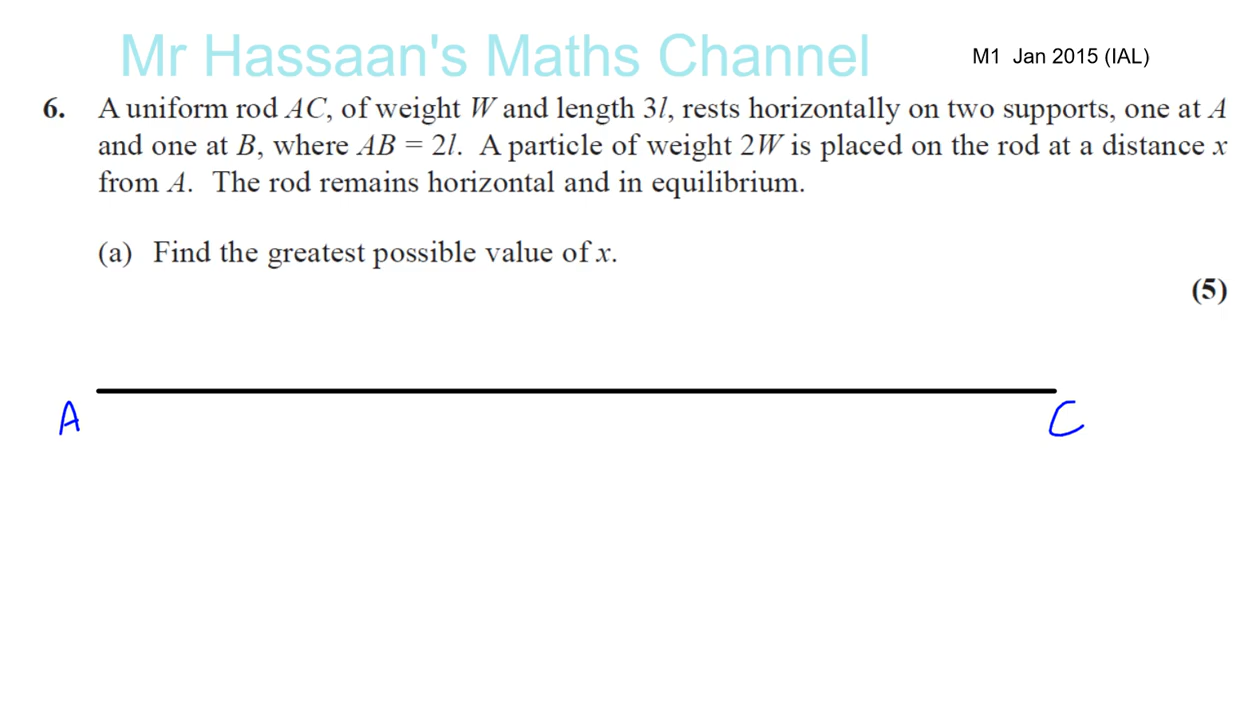 Mr Hassaan's Maths Channel
M1 Jan 2015 (IAL)
6. A uniform rod AC, of weight W and length 3l, rests horizontally on two supports, one at A
and one at B, where AB = 2l. A particle of weight 2W is placed on the rod at a distance x
from A. The rod remains horizontal and in equilibrium.
(a) Find the greatest possible value of x.
(5)
A C